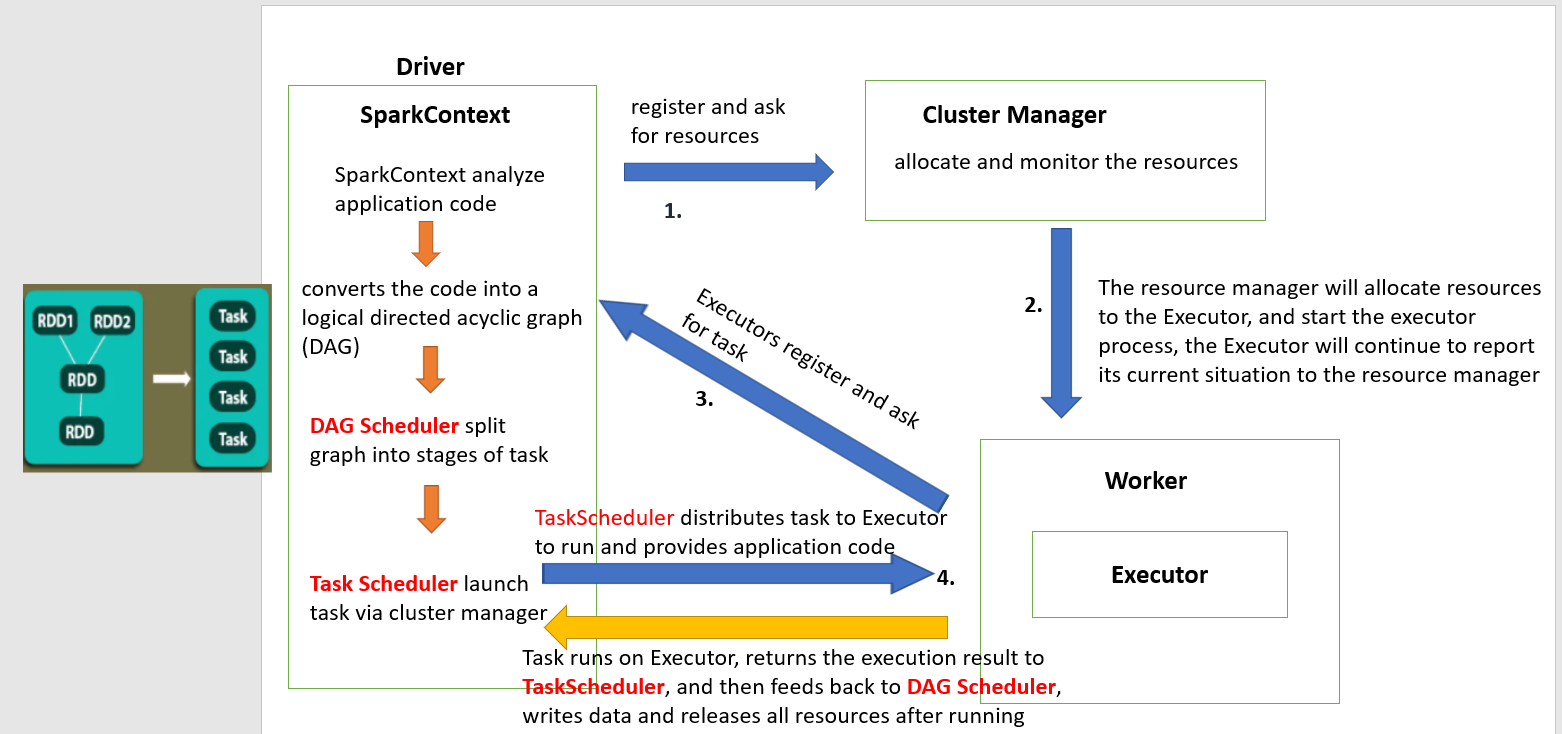 Driver
SparkContext
SparkContext analyze
application code
converts the code into a
logical directed acyclic graph
(DAG)
DAG Scheduler split
graph into stages of task
Task Scheduler launch
task via cluster manager
RDD1 RDD2
RDD
RDD
Task
Task
Task
Task
register and ask
for resources
1.
Cluster Manager
allocate and monitor the resources
2.
The resource manager will allocate resources
to the Executor, and start the executor
process, the Executor will continue to report
its current situation to the resource manager
Executors register and ask
for task
3.
Worker
Executor
TaskScheduler distributes task to Executor
to run and provides application code
4.
Task runs on Executor, returns the execution result to
TaskScheduler, and then feeds back to DAG Scheduler,
writes data and releases all resources after running